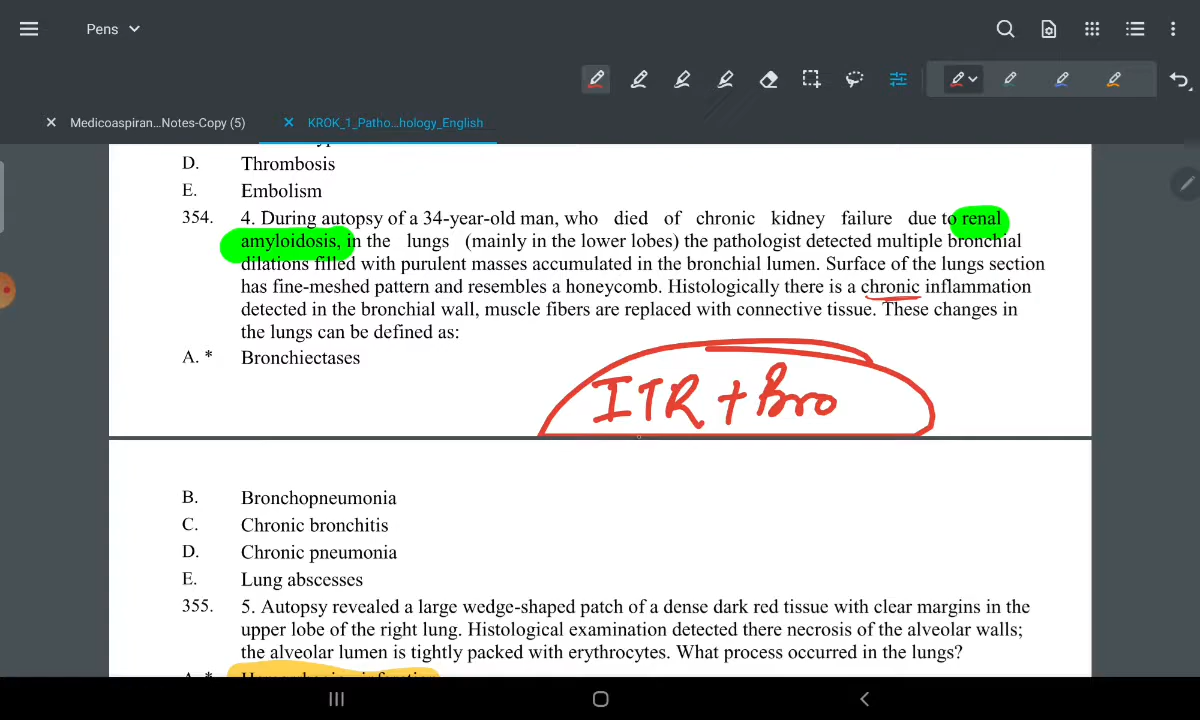 Pens
Medicoaspiran...Notes-Copy (5)
KROK_1_Patho...hology_English
D. Thrombosis
E. Embolism
354. 4. During autopsy of a 34-year-old man, who died of chronic kidney failure due to renal
amyloidosis, in the lungs (mainly in the lower lobes) the pathologist detected multiple bronchial
dilations filled with purulent masses accumulated in the bronchial lumen. Surface of the lungs section
has fine-meshed pattern and resembles a honeycomb. Histologically there is a chronic inflammation
detected in the bronchial wall, muscle fibers are replaced with connective tissue. These changes in
the lungs can be defined as:
A. * Bronchiectases
ITR + Bro
B. Bronchopneumonia
C. Chronic bronchitis
D. Chronic pneumonia
E. Lung abscesses
355. 5. Autopsy revealed a large wedge-shaped patch of a dense dark red tissue with clear margins in the
upper lobe of the right lung. Histological examination detected there necrosis of the alveolar walls;
the alveolar lumen is tightly packed with erythrocytes. What process occurred in the lungs?